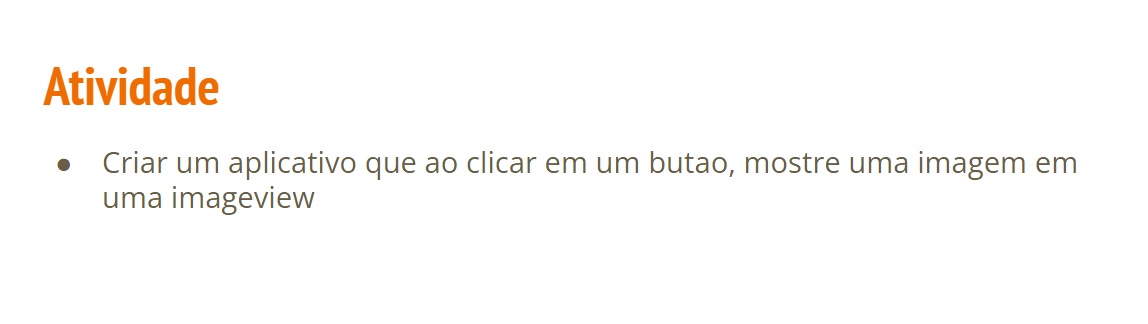 Atividade
● Criar um aplicativo que ao clicar em um butao, mostre uma imagem em
uma imageview